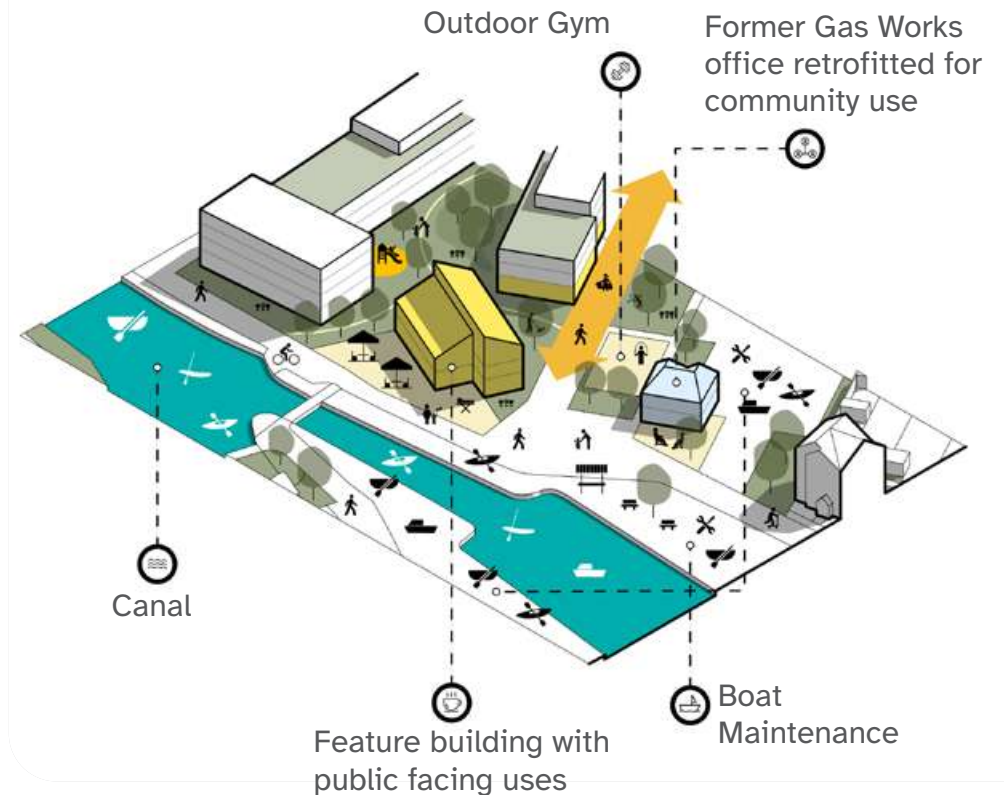 Outdoor Gym
Former Gas Works
office retrofitted for
community use
Canal
Feature building with
public facing uses
Boat
Maintenance